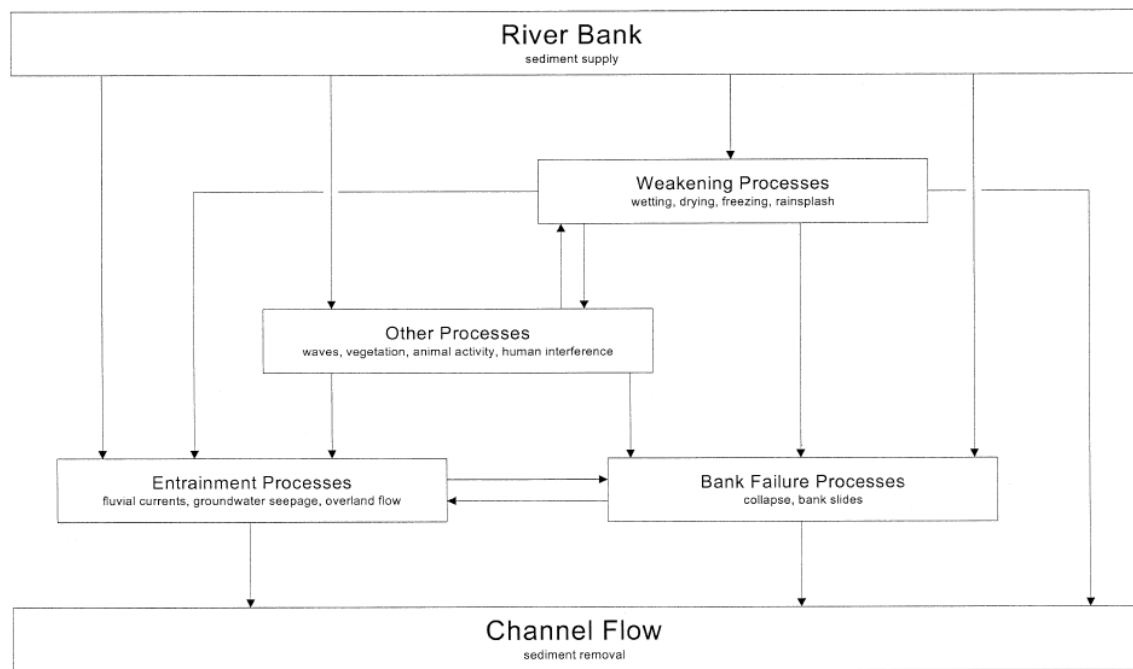 River Bank
sediment supply
Weakening Processes
wetting, drying, freezing, rainsplash
Other Processes
waves, vegetation, animal activity, human interference
Entrainment Processes
fluvial currents, groundwater seepage, overland flow
Bank Failure Processes
collapse, bank slides
Channel Flow
sediment removal